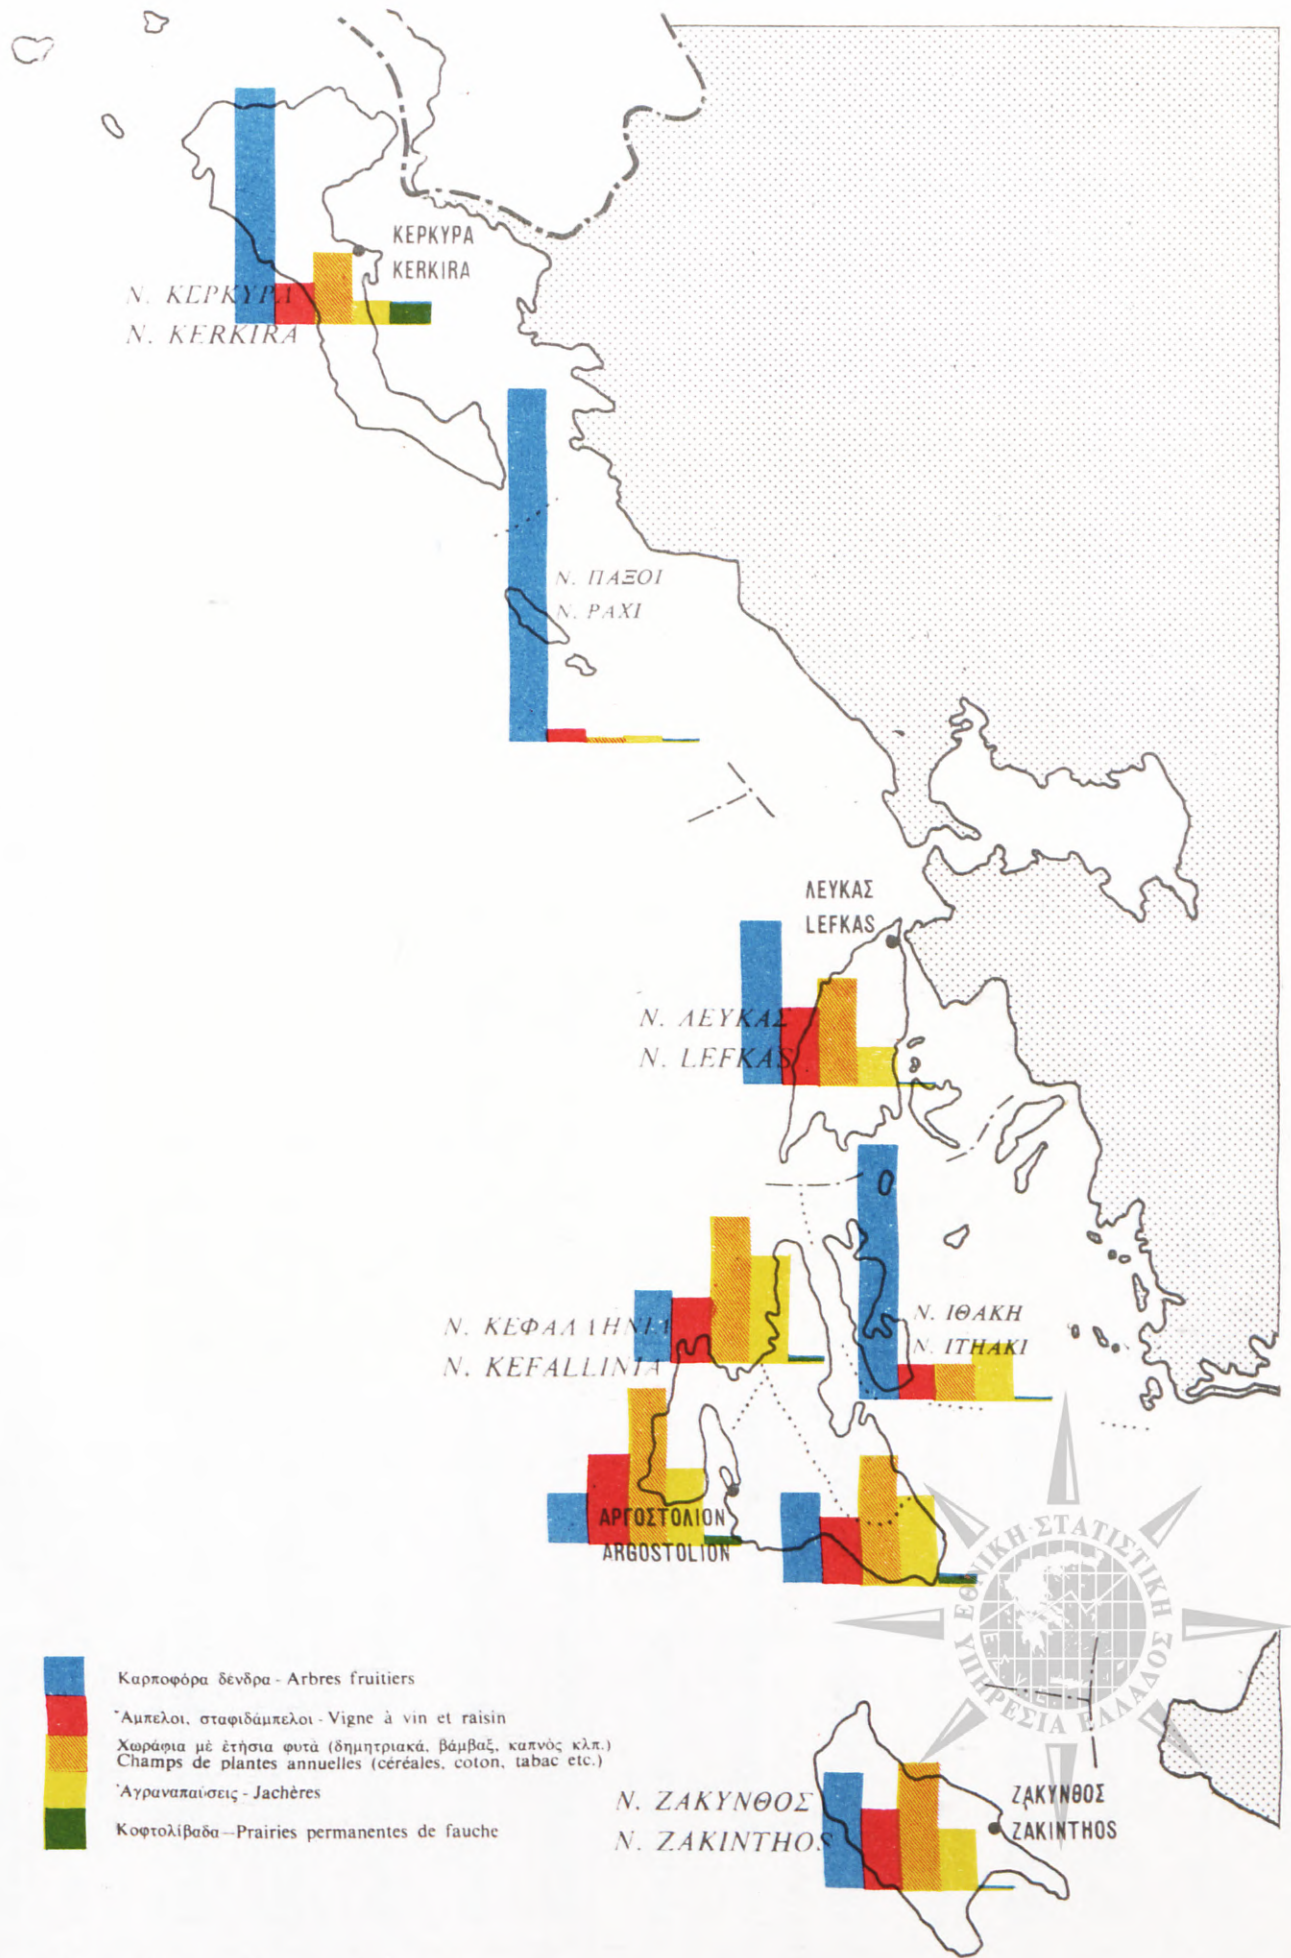 ΚΕΡΚΥΡΑ
KERKIRA
Ν. ΚΕΡΚΥΡΑ
N. KERKIRA
Ν. ΠΑΞΟΙ
N. PAXI
ΛΕΥΚΑΣ
LEFKAS
Ν. ΛΕΥΚΑΣ
N. LEFKAS
Ν. ΚΕΦΑΛΛΗΝΙΑ
N. KEFALLINIA
Ν. ΙΘΑΚΗ
N. ITHAKI
ΑΡΓΟΣΤΟΛΙΟΝ
ARGOSTOLION
ΕΘΝΙΚΗ ΣΤΑΤΙΣΤΙΚΗ
ΥΠΗΡΕΣΙΑ ΕΛΛΑΔΟΣ
Καρποφόρα δένδρα - Arbres fruitiers
Ἄμπελοι, σταφιδάμπελοι - Vigne à vin et raisin
Χωράφια μὲ ἐτήσια φυτὰ (δημητριακά, βάμβαξ, καπνὸς κλπ.)
Champs de plantes annuelles (céréales, coton, tabac etc.)
Ἀγραναπαύσεις - Jachères
Κοφτολίβαδα—Prairies permanentes de fauche
Ν. ΖΑΚΥΝΘΟΣ
N. ZAKINTHOS
ΖΑΚΥΝΘΟΣ
ZAKINTHOS